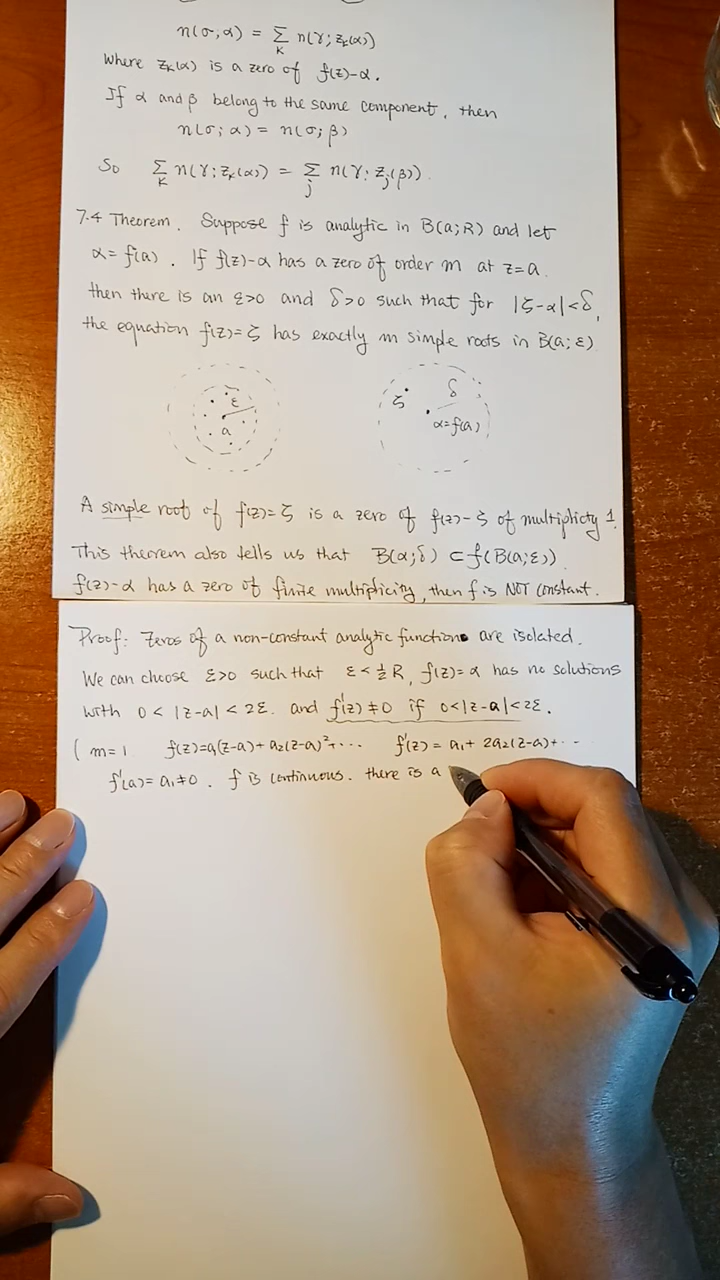 n(σ;α) = Σ_k n(γ; z_k(α))
Where z_k(α) is a zero of f(z)-α.
If α and β belong to the same component, then
n(σ; α) = n(σ; β)
So Σ_k n(γ; z_k(α)) = Σ_j n(γ; z_j(β)).
7.4 Theorem. Suppose f is analytic in B(a;R) and let
α = f(a). If f(z)-α has a zero of order m at z=a
then there is an ε>0 and δ>0 such that for |ζ-α|<δ,
the equation f(z)=ζ has exactly m simple roots in B(a;ε)
ε
a
ζ
δ
α=f(a)
A simple root of f(z)=ζ is a zero of f(z)-ζ of multiplicty 1.
This theorem also tells us that B(α;δ) ⊂ f(B(a;ε))
f(z)-α has a zero of finite multiplicity, then f is NOT constant.
Proof: Zeros of a non-constant analytic function are isolated.
We can choose ε>0 such that ε < ½R, f(z)=α has no solutions
with 0 < |z-a| < 2ε. and f'(z) ≠ 0 if 0<|z-a|<2ε.
( m=1 f(z)=a₁(z-a)+a₂(z-a)²+⋯ f'(z) = a₁+ 2a₂(z-a)+⋯
f'(a)= a₁≠0. f is continuous. there is a